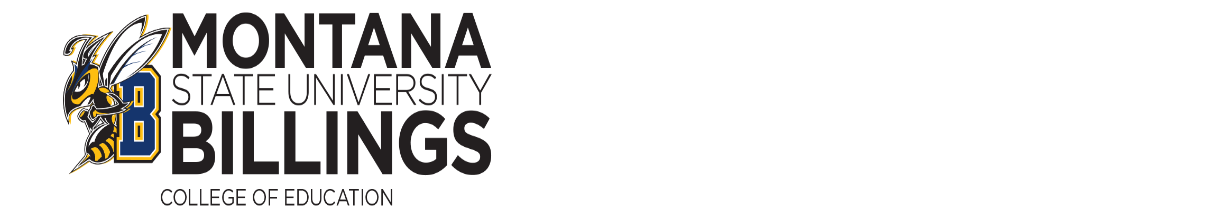 MONTANA
STATE UNIVERSITY
B BILLINGS
COLLEGE OF EDUCATION